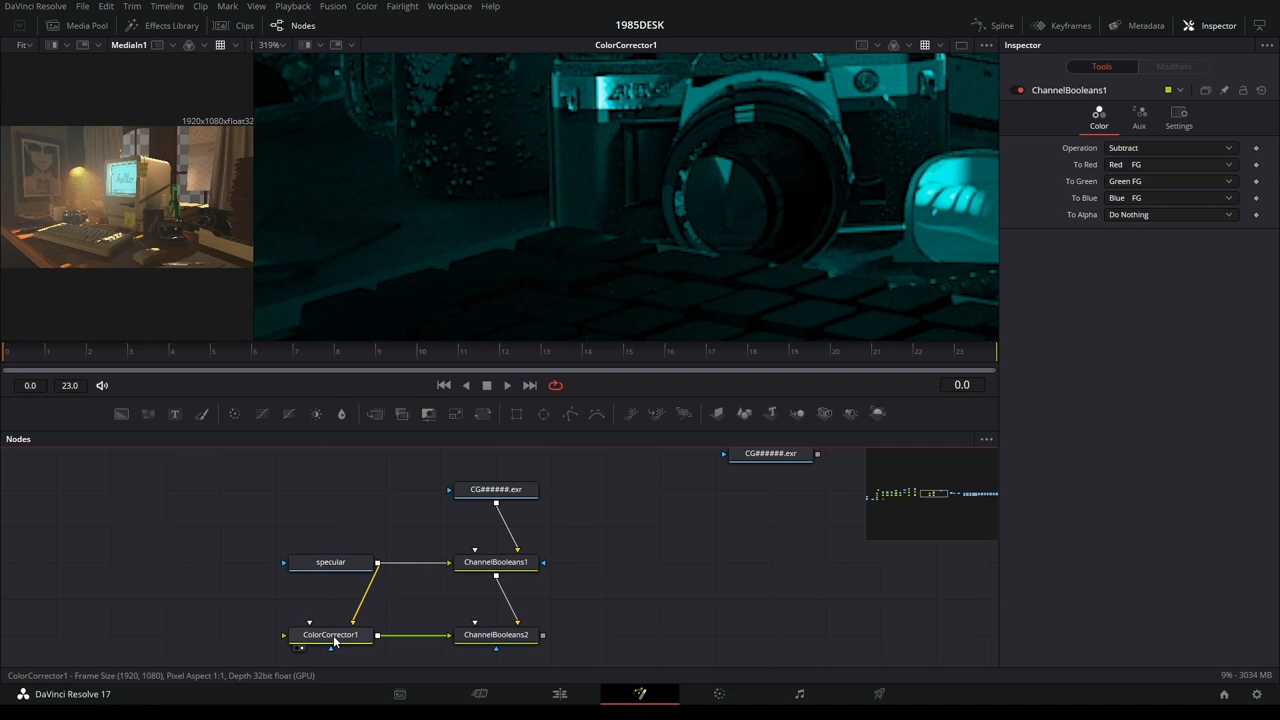 DaVinci Resolve File Edit Trim Timeline Clip Mark View Playback Fusion Color Fairlight Workspace Help
Media Pool Effects Library Clips Nodes 1985DESK Spline Keyframes Metadata Inspector
Fit MediaIn1 319% ColorCorrector1 Inspector
Tools Modifiers
ChannelBooleans1
Color Aux Settings
1920x1080xfloat32
Operation Subtract
To Red Red FG
To Green Green FG
To Blue Blue FG
To Alpha Do Nothing
Canon
hello
0 1 2 3 4 5 6 7 8 9 10 11 12 13 14 15 16 17 18 19 20 21 22 23
0.0 23.0 0.0
Nodes
CG######.exr
CG######.exr
specular ChannelBooleans1
ColorCorrector1 ChannelBooleans2
ColorCorrector1 - Frame Size (1920, 1080), Pixel Aspect 1:1, Depth 32bit float (GPU) 9% - 3034 MB
DaVinci Resolve 17